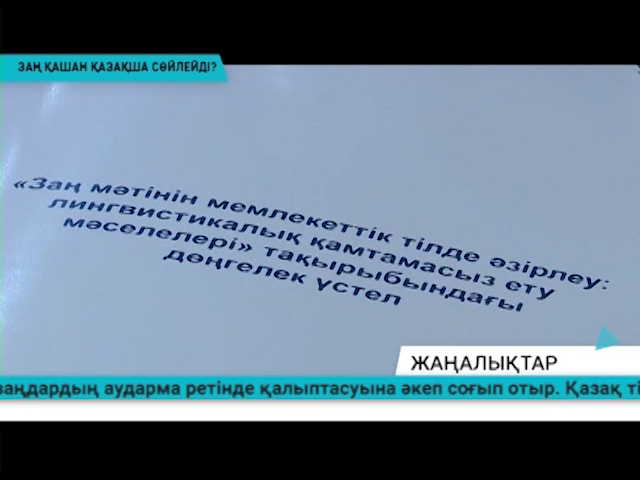 ЗАҢ ҚАШАН ҚАЗАҚША СӨЙЛЕЙДІ?
«Заң мәтінін мемлекеттік тілде әзірлеу:
лингвистикалық қамтамасыз ету
мәселелері» тақырыбындағы
дөңгелек үстел
ЖАҢАЛЫҚТАР
заңдардың аударма ретінде қалыптасуына әкеп соғып отыр. Қазақ ті